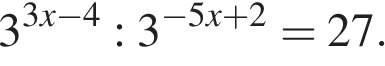 $3^{3x-4} : 3^{-5x+2} = 27.$